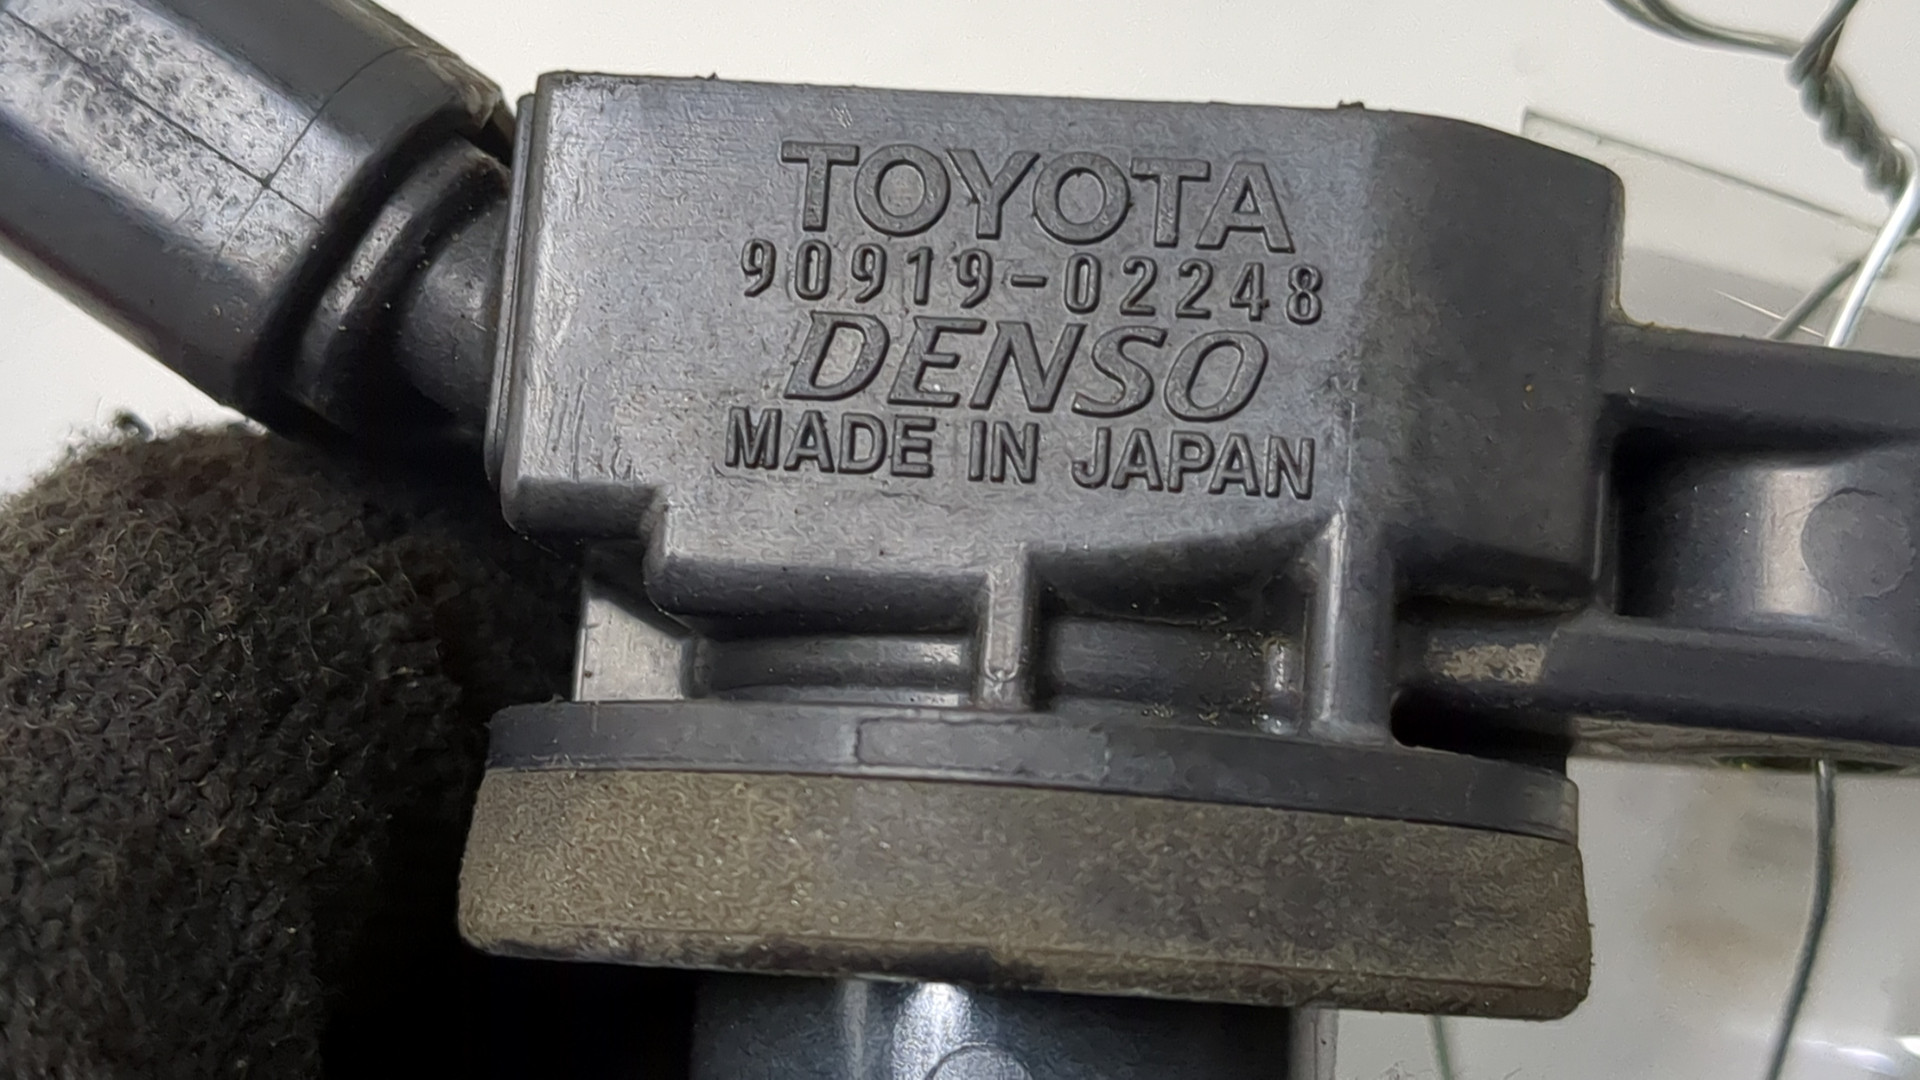 TOYOTA
90919-02248
DENSO
MADE IN JAPAN